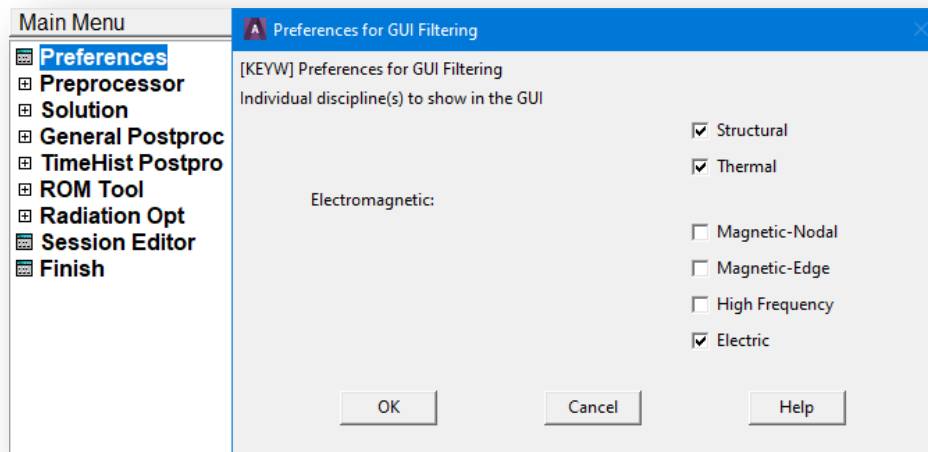 Main Menu
Preferences
Preprocessor
Solution
General Postproc
TimeHist Postpro
ROM Tool
Radiation Opt
Session Editor
Finish
Preferences for GUI Filtering
[KEYW] Preferences for GUI Filtering
Individual discipline(s) to show in the GUI
Structural
Thermal
Electromagnetic:
Magnetic-Nodal
Magnetic-Edge
High Frequency
Electric
OK Cancel Help